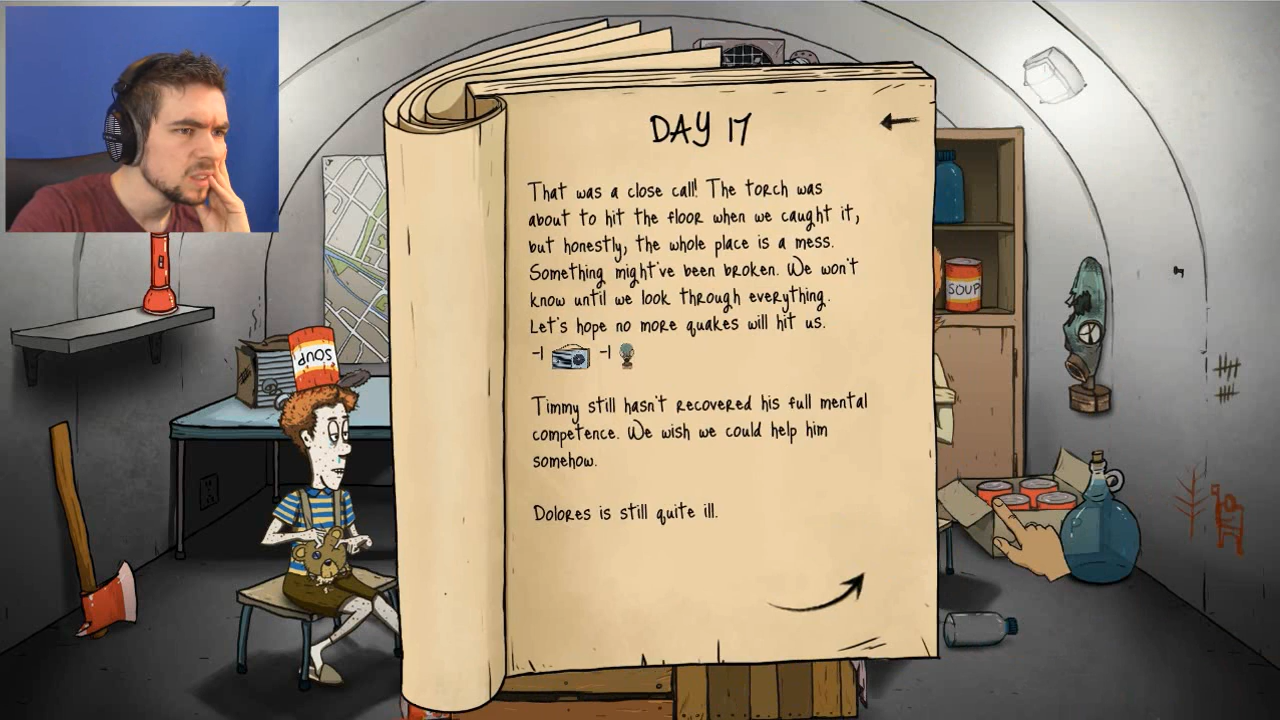 DAY 17
That was a close call! The torch was
about to hit the floor when we caught it,
but honestly, the whole place is a mess.
Something might've been broken. We won't
know until we look through everything.
Let's hope no more quakes will hit us.
-1 -1
Timmy still hasn't recovered his full mental
competence. We wish we could help him
somehow.
Dolores is still quite ill.
SOUP
SOUP